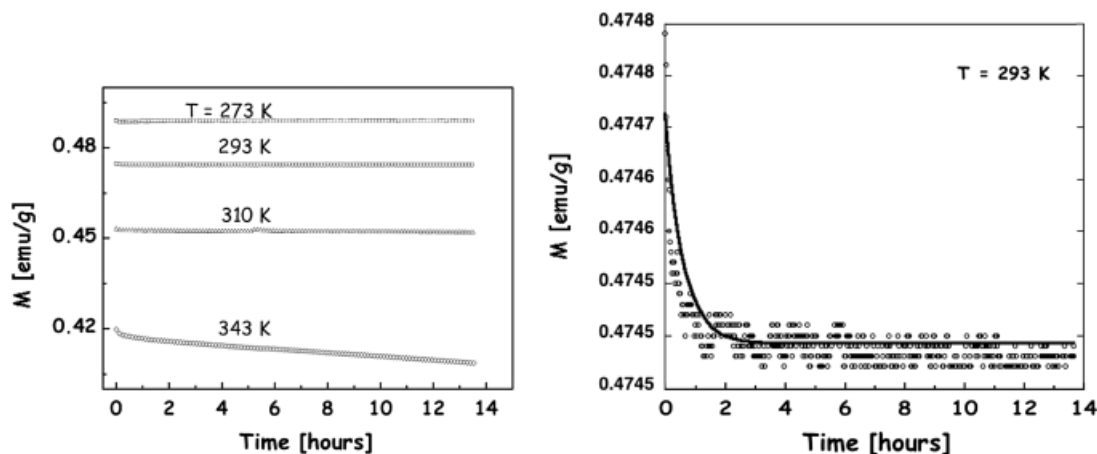 T = 273 K
293 K
310 K
343 K
0.48
0.45
0.42
M [emu/g]
0 2 4 6 8 10 12 14
Time [hours]
0.4748
0.4748
0.4747
0.4746
0.4746
0.4745
0.4745
0.4745
T = 293 K
M [emu/g]
0 2 4 6 8 10 12 14
Time [hours]